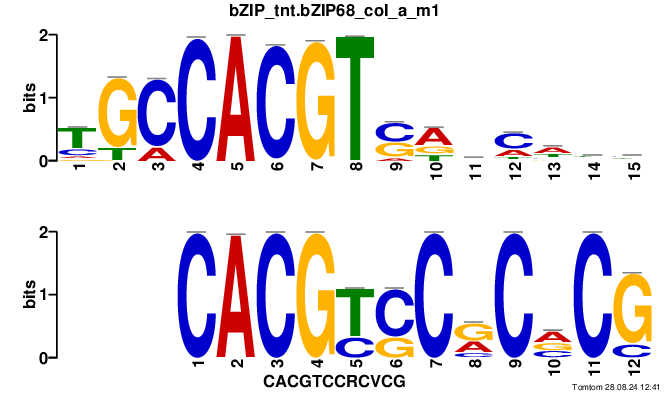 bZIP_tnt.bZIP68_col_a_m1
2
1
0
bits
T G C C A C G T C A C A
C T A G G A A
A T
1 2 3 4 5 6 7 8 9 10 11 12 13 14 15
2
1
0
bits
C A C G T C C G C A C G
C G A G C
C C
1 2 3 4 5 6 7 8 9 10 11 12
CACGTCCRCVCG
Tomtom 28.08.24 12:41